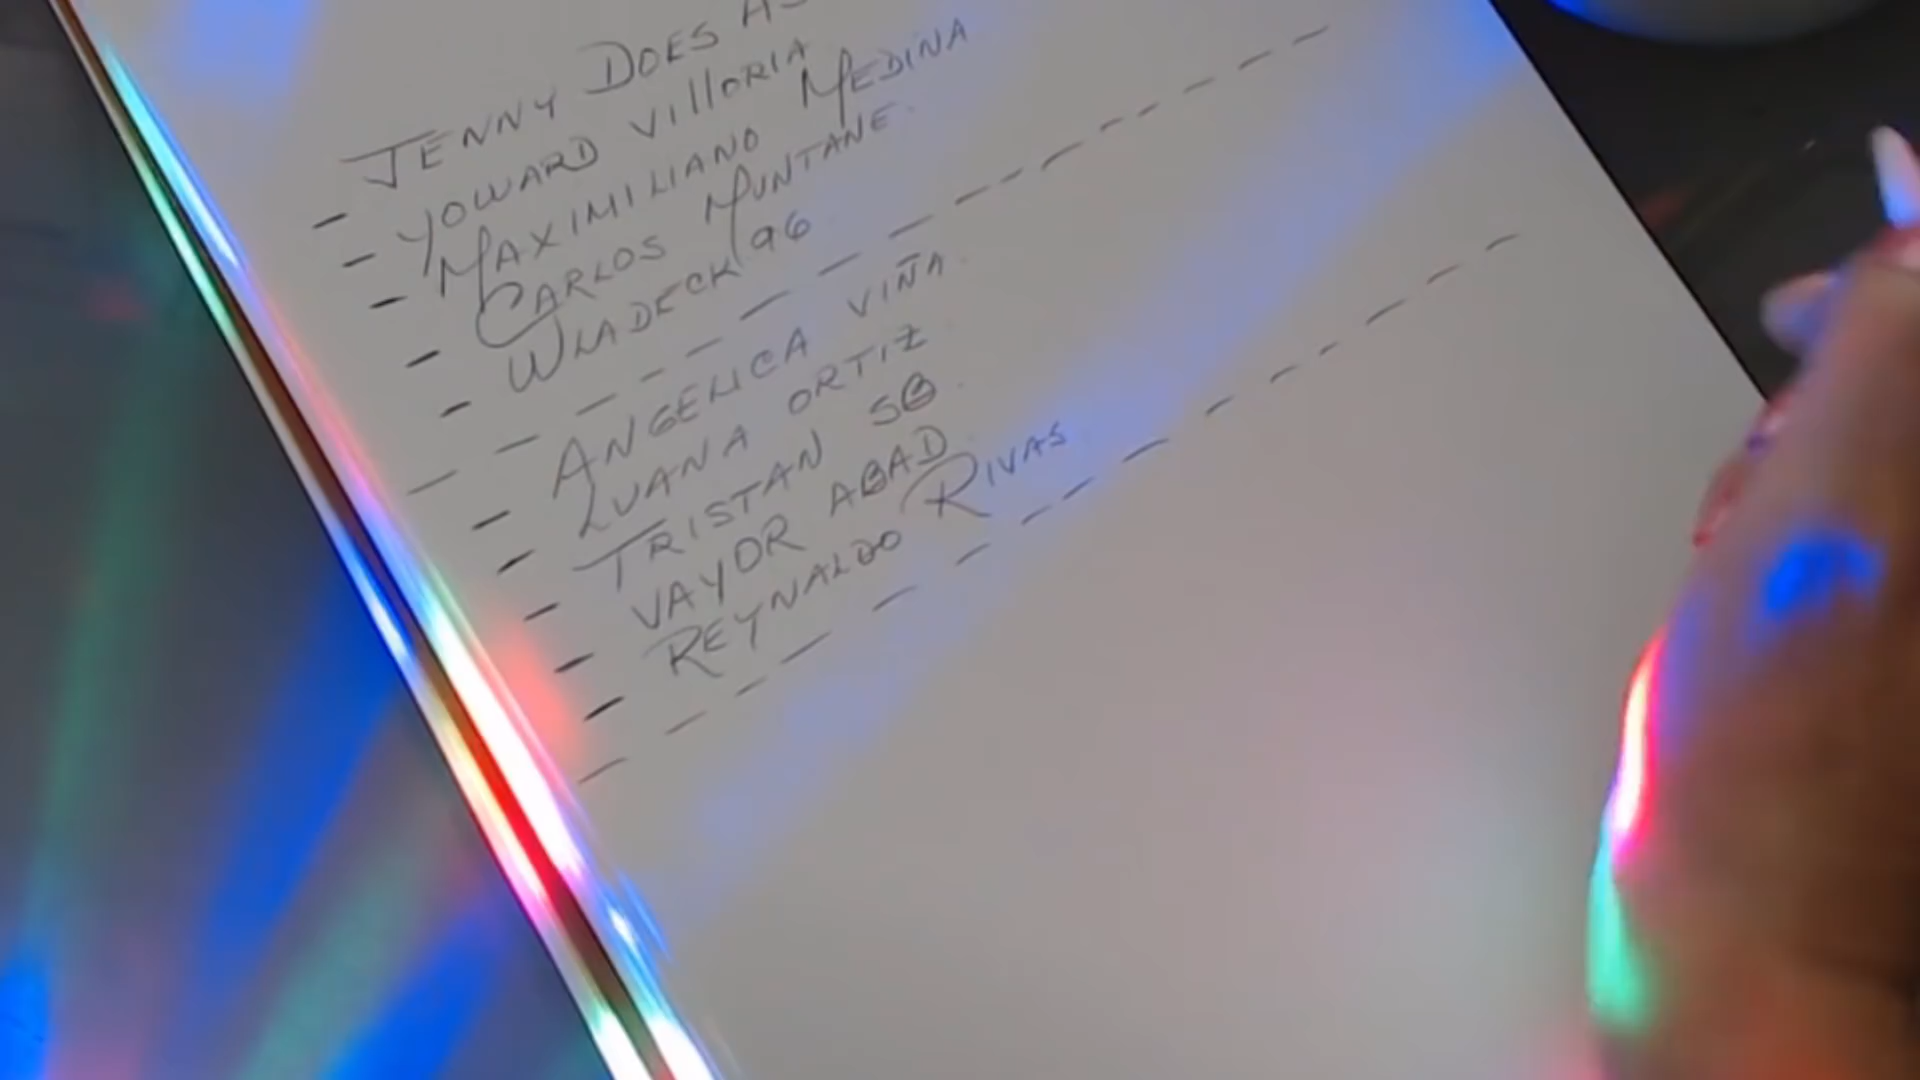 - JENNY DOES
- YOWARD VIllORIA
- MAXIMILIANO MEDINA
- CARLOS MUNTANE.
- WLADECK 96
- ANGELICA VIÑA.
- LUANA ORTIZ
- TRISTAN SB.
- VAYOR ABAD
- REYNALDO RIVAS